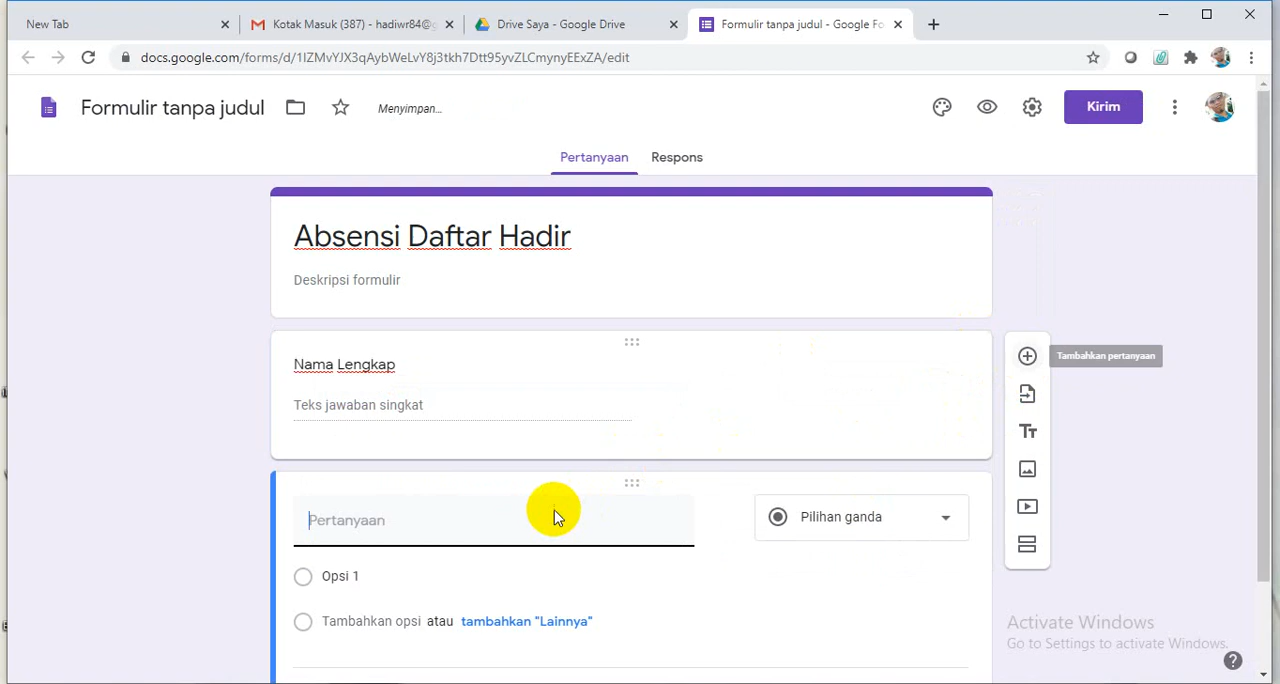 New Tab
Kotak Masuk (387) - hadiwr84@g
Drive Saya - Google Drive
Formulir tanpa judul - Google Fo
docs.google.com/forms/d/1IZMvYJX3qAybWeLvY8j3tkh7Dtt95yvZLCmynyEExZA/edit
Formulir tanpa judul
Menyimpan...
Kirim
Pertanyaan
Respons
Absensi Daftar Hadir
Deskripsi formulir
Nama Lengkap
Tambahkan pertanyaan
Teks jawaban singkat
Tт
Pertanyaan
Pilihan ganda
Opsi 1
Tambahkan opsi atau tambahkan "Lainnya"
Activate Windows
Go to Settings to activate Windows.